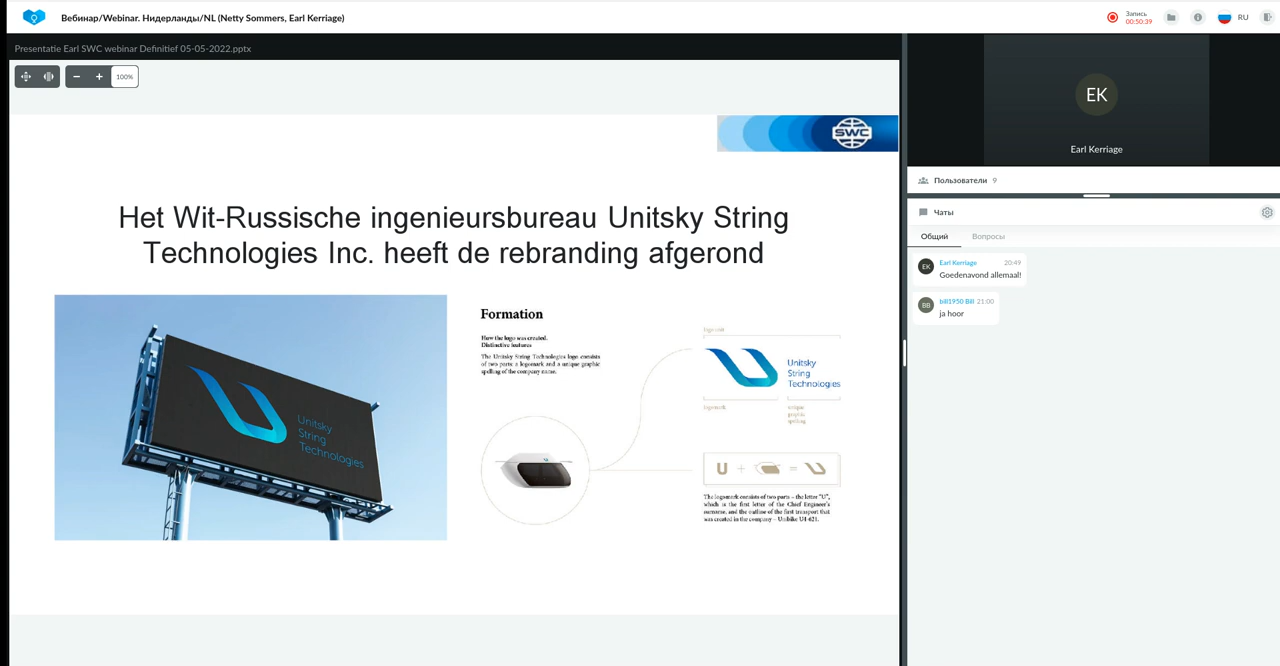 Вебинар/Webinar. Нидерланды/NL (Netty Sommers, Earl Kerriage)
Запись
00:50:39
RU
Presentatie Earl SWC webinar Definitief 05-05-2022.pptx
100%
SWC
Het Wit-Russische ingenieursbureau Unitsky String
Technologies Inc. heeft de rebranding afgerond
Unitsky
String
Technologies
Formation
How the logo was created.
Distinctive features
The Unitsky String Technologies logo consists
of two parts: a logomark and a unique graphic
spelling of the company name.
Unitsky
String
Technologies
logomark
unique
graphic
spelling
U + =
The logomark consists of two parts – the letter "U",
which is the first letter of the Chief Engineer's
surname, and the outline of the first transport that
was created in the company – Unibike U4-621.
EK
Earl Kerriage
Пользователи 9
Чаты
Общий Вопросы
EK
Earl Kerriage 20:49
Goedenavond allemaal!
BB
bill1950 Bill 21:00
ja hoor